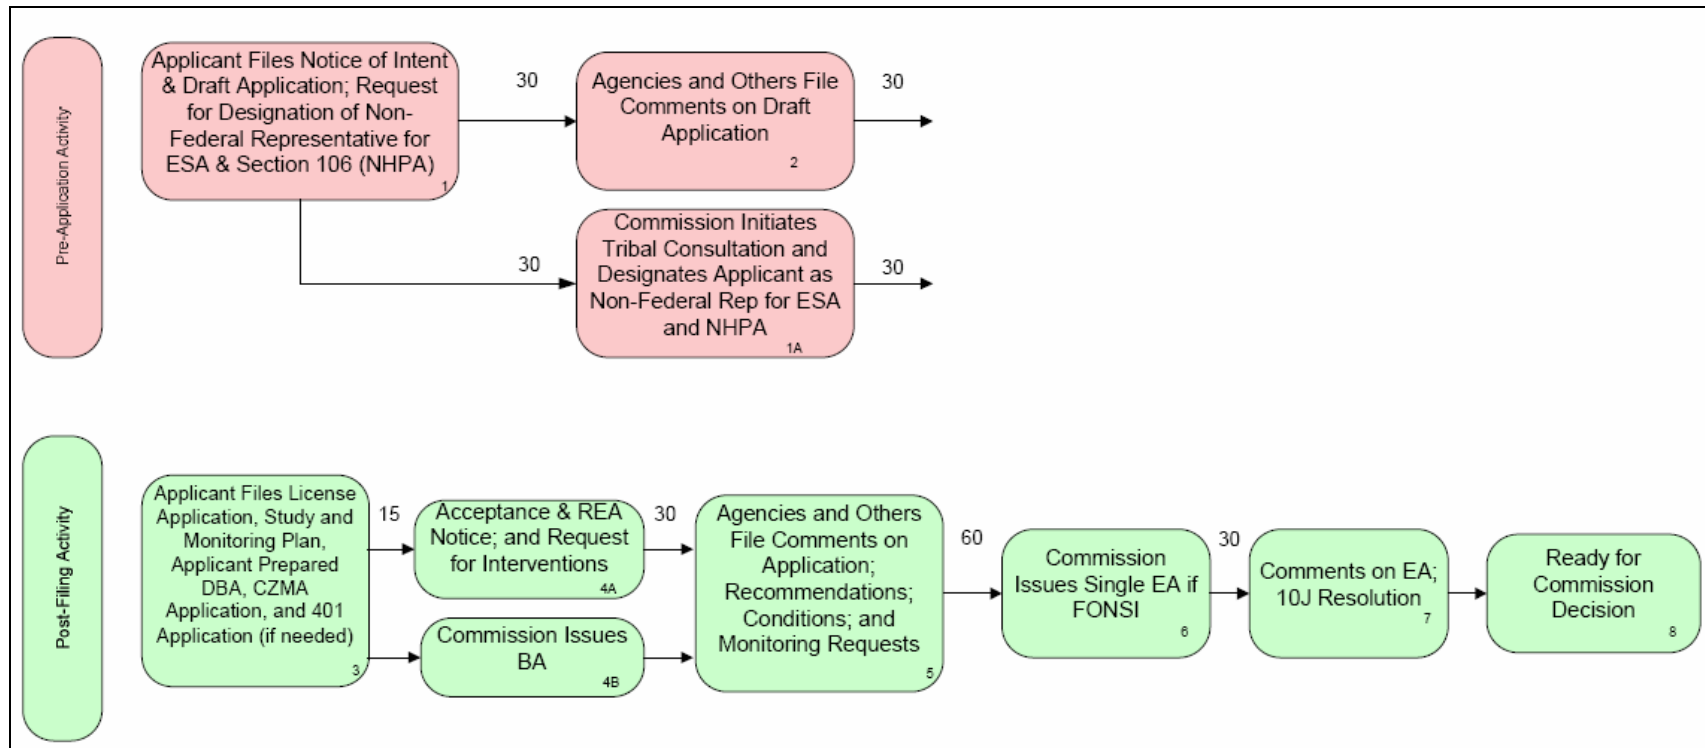 Pre-Application Activity
Applicant Files Notice of Intent
& Draft Application; Request
for Designation of Non-
Federal Representative for
ESA & Section 106 (NHPA)
1
30
Agencies and Others File
Comments on Draft
Application
2
30
30
Commission Initiates
Tribal Consultation and
Designates Applicant as
Non-Federal Rep for ESA
and NHPA
1A
30
Post-Filing Activity
Applicant Files License
Application, Study and
Monitoring Plan,
Applicant Prepared
DBA, CZMA
Application, and 401
Application (if needed)
3
15
Acceptance & REA
Notice; and Request
for Interventions
4A
30
Commission Issues
BA
4B
Agencies and Others
File Comments on
Application;
Recommendations;
Conditions; and
Monitoring Requests
5
60
Commission
Issues Single EA if
FONSI
6
30
Comments on EA;
10J Resolution
7
Ready for
Commission
Decision
8